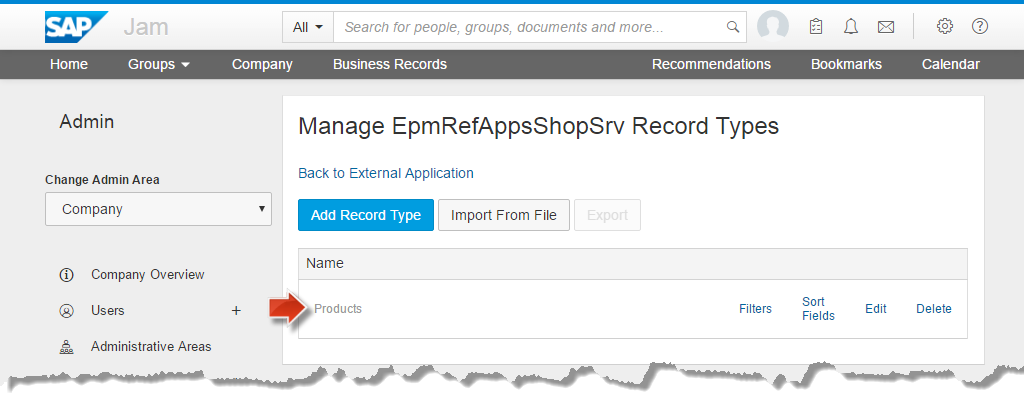 SAP Jam
All
Search for people, groups, documents and more...
Home Groups Company Business Records Recommendations Bookmarks Calendar
Admin
Change Admin Area
Company
Company Overview
Users +
Administrative Areas
Manage EpmRefAppsShopSrv Record Types
Back to External Application
Add Record Type Import From File Export
Name
Products Filters Sort
Fields Edit Delete